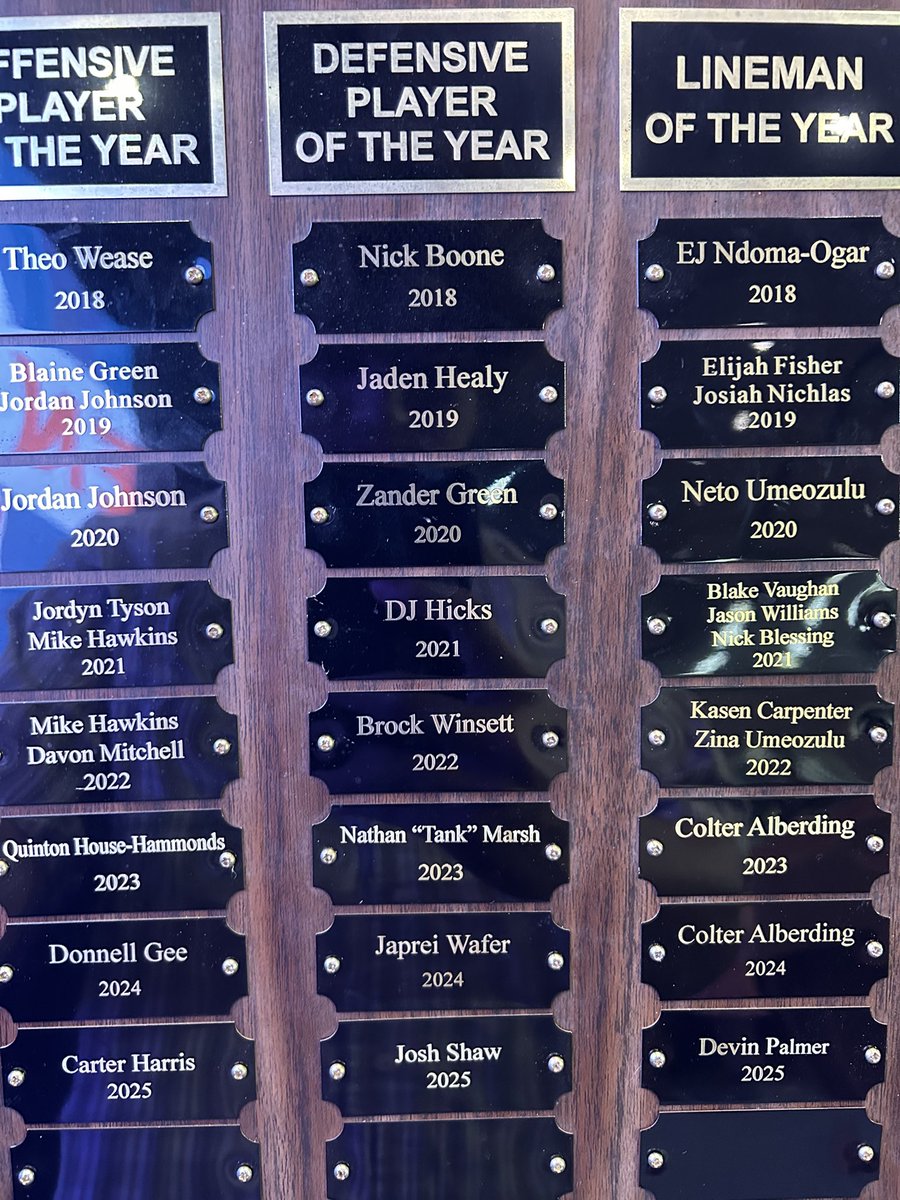 FFENSIVE
PLAYER
THE YEAR
Theo Wease
2018
Blaine Green
Jordan Johnson
2019
Jordan Johnson
2020
Jordyn Tyson
Mike Hawkins
2021
Mike Hawkins
Davon Mitchell
2022
Quinton House-Hammonds
2023
Donnell Gee
2024
Carter Harris
2025
DEFENSIVE
PLAYER
OF THE YEAR
Nick Boone
2018
Jaden Healy
2019
Zander Green
2020
DJ Hicks
2021
Brock Winsett
2022
Nathan “Tank” Marsh
2023
Japrei Wafer
2024
Josh Shaw
2025
LINEMAN
OF THE YEAR
EJ Ndoma-Ogar
2018
Elijah Fisher
Josiah Nichlas
2019
Neto Umeozulu
2020
Blake Vaughan
Jason Williams
Nick Blessing
2021
Kasen Carpenter
Zina Umeozulu
2022
Colter Alberding
2023
Colter Alberding
2024
Devin Palmer
2025